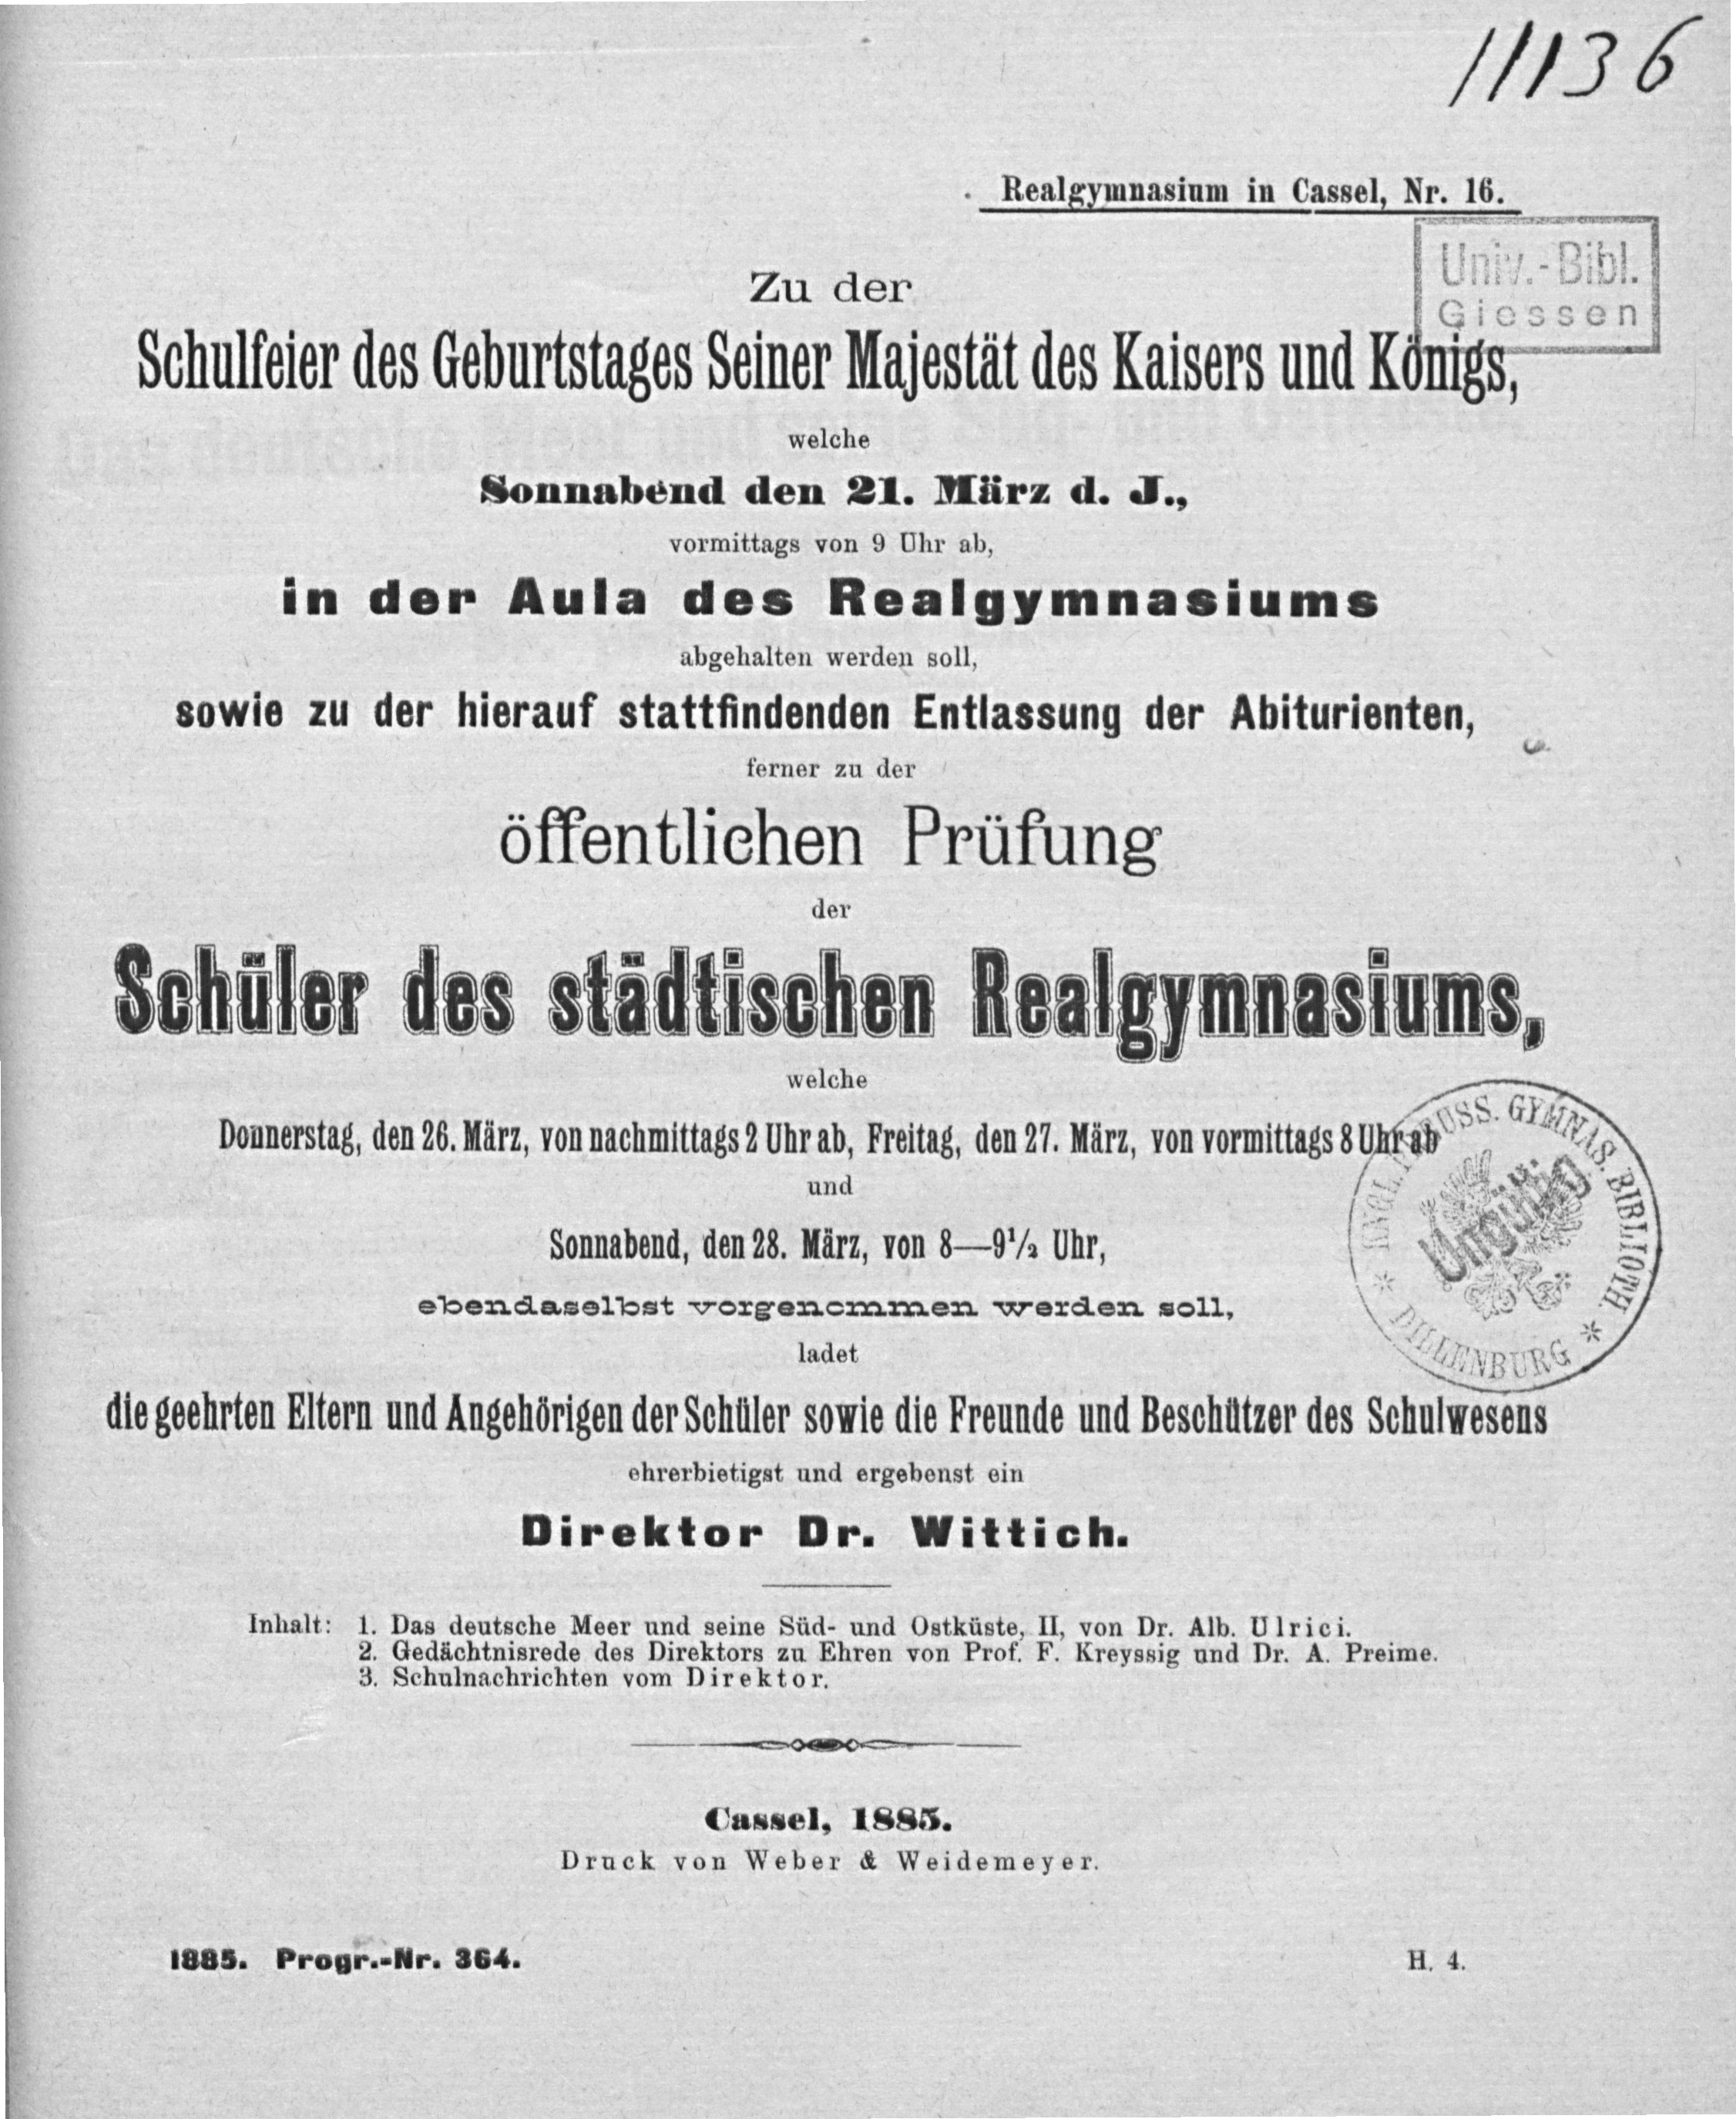 11136
Realgymnasium in Cassel, Nr. 16.
Univ.-Bibl.
Giessen
Zu der
Schulfeier des Geburtstages Seiner Majestät des Kaisers und Königs,
welche
Sonnabend den 21. März d. J.,
vormittags von 9 Uhr ab,
in der Aula des Realgymnasiums
abgehalten werden soll,
sowie zu der hierauf stattfindenden Entlassung der Abiturienten,
ferner zu der
öffentlichen Prüfung
der
Schüler des städtischen Realgymnasiums,
welche
Donnerstag, den 26. März, von nachmittags 2 Uhr ab, Freitag, den 27. März, von vormittags 8 Uhr ab
und
Sonnabend, den 28. März, von 8—9½ Uhr,
ebendaselbst vorgenommen werden soll,
ladet
die geehrten Eltern und Angehörigen der Schüler sowie die Freunde und Beschützer des Schulwesens
ehrerbietigst und ergebenst ein
Direktor Dr. Wittich.
KNGL. PREUSS. GYMNAS. BIBLIOTH.
* DILLENBURG *
Ungültig
Inhalt: 1. Das deutsche Meer und seine Süd- und Ostküste, II, von Dr. Alb. Ulrici.
2. Gedächtnisrede des Direktors zu Ehren von Prof. F. Kreyssig und Dr. A. Preime.
3. Schulnachrichten vom Direktor.
Cassel, 1885.
Druck von Weber & Weidemeyer.
1885. Progr.-Nr. 364.
H. 4.